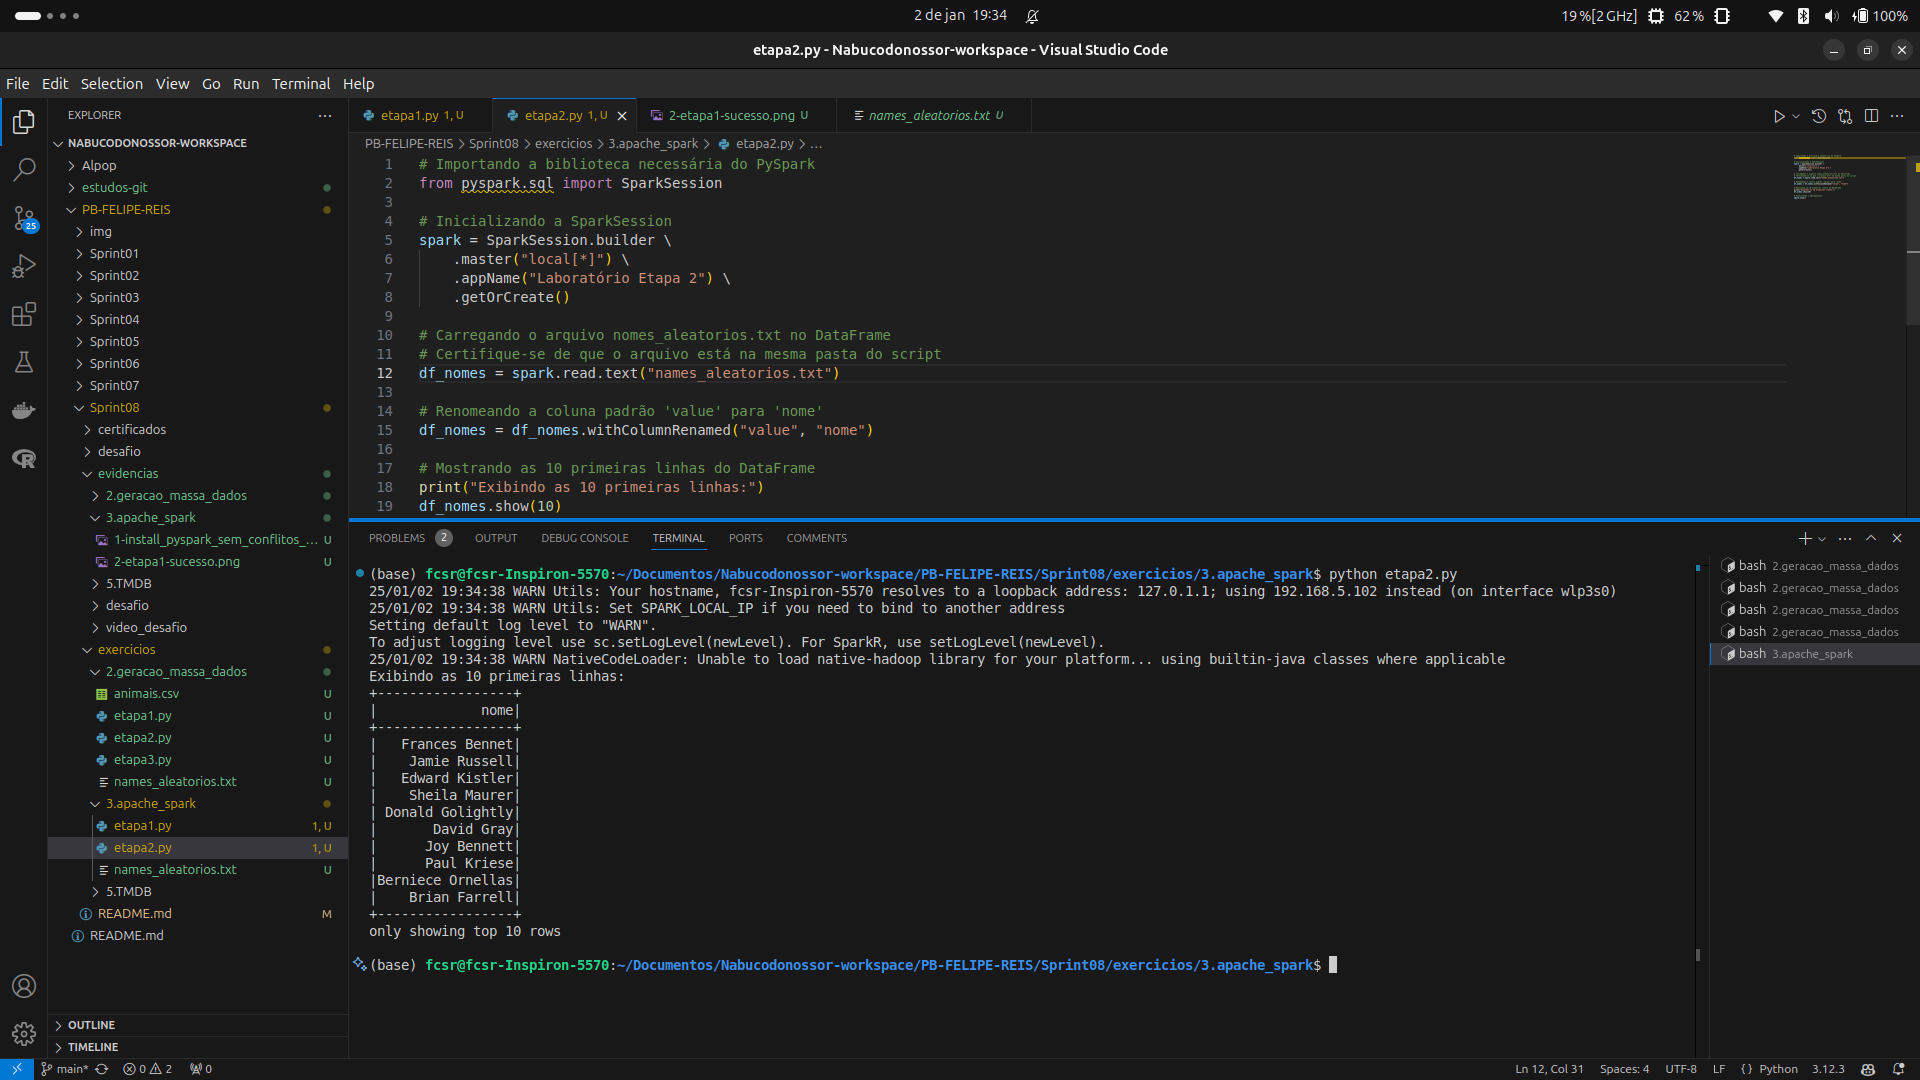 2 de jan 19:34
19%[2GHz] 62% 100%
etapa2.py - Nabucodonossor-workspace - Visual Studio Code
File Edit Selection View Go Run Terminal Help
EXPLORER
NABUCODONOSSOR-WORKSPACE
Alpop
estudos-git
PB-FELIPE-REIS
img
Sprint01
Sprint02
Sprint03
Sprint04
Sprint05
Sprint06
Sprint07
Sprint08
certificados
desafio
evidencias
2.geracao_massa_dados
3.apache_spark
1-install_pyspark_sem_conflitos_... U
2-etapa1-sucesso.png U
5.TMDB
desafio
video_desafio
exercicios
2.geracao_massa_dados
animais.csv U
etapa1.py U
etapa2.py U
etapa3.py U
names_aleatorios.txt U
3.apache_spark
etapa1.py 1, U
etapa2.py 1, U
names_aleatorios.txt U
5.TMDB
README.md M
README.md
OUTLINE
TIMELINE
25
etapa1.py 1, U etapa2.py 1, U 2-etapa1-sucesso.png U names_aleatorios.txt U
PB-FELIPE-REIS > Sprint08 > exercicios > 3.apache_spark > etapa2.py > ...
1 # Importando a biblioteca necessária do PySpark
2 from pyspark.sql import SparkSession
3
4 # Inicializando a SparkSession
5 spark = SparkSession.builder \
6 .master("local[*]") \
7 .appName("Laboratório Etapa 2") \
8 .getOrCreate()
9
10 # Carregando o arquivo nomes_aleatorios.txt no DataFrame
11 # Certifique-se de que o arquivo está na mesma pasta do script
12 df_nomes = spark.read.text("names_aleatorios.txt")
13
14 # Renomeando a coluna padrão 'value' para 'nome'
15 df_nomes = df_nomes.withColumnRenamed("value", "nome")
16
17 # Mostrando as 10 primeiras linhas do DataFrame
18 print("Exibindo as 10 primeiras linhas:")
19 df_nomes.show(10)
PROBLEMS 2 OUTPUT DEBUG CONSOLE TERMINAL PORTS COMMENTS
(base) fcsr@fcsr-Inspiron-5570:~/Documentos/Nabucodonossor-workspace/PB-FELIPE-REIS/Sprint08/exercicios/3.apache_spark$ python etapa2.py
25/01/02 19:34:38 WARN Utils: Your hostname, fcsr-Inspiron-5570 resolves to a loopback address: 127.0.1.1; using 192.168.5.102 instead (on interface wlp3s0)
25/01/02 19:34:38 WARN Utils: Set SPARK_LOCAL_IP if you need to bind to another address
Setting default log level to "WARN".
To adjust logging level use sc.setLogLevel(newLevel). For SparkR, use setLogLevel(newLevel).
25/01/02 19:34:38 WARN NativeCodeLoader: Unable to load native-hadoop library for your platform... using builtin-java classes where applicable
Exibindo as 10 primeiras linhas:
+-----------------+
|             nome|
+-----------------+
|   Frances Bennet|
|    Jamie Russell|
|   Edward Kistler|
|    Sheila Maurer|
| Donald Golightly|
|       David Gray|
|      Joy Bennett|
|      Paul Kriese|
|Berniece Ornellas|
|    Brian Farrell|
+-----------------+
only showing top 10 rows
(base) fcsr@fcsr-Inspiron-5570:~/Documentos/Nabucodonossor-workspace/PB-FELIPE-REIS/Sprint08/exercicios/3.apache_spark$
bash 2.geracao_massa_dados
bash 2.geracao_massa_dados
bash 2.geracao_massa_dados
bash 2.geracao_massa_dados
bash 3.apache_spark
main* 0 2 0
Ln 12, Col 31 Spaces: 4 UTF-8 LF {} Python 3.12.3